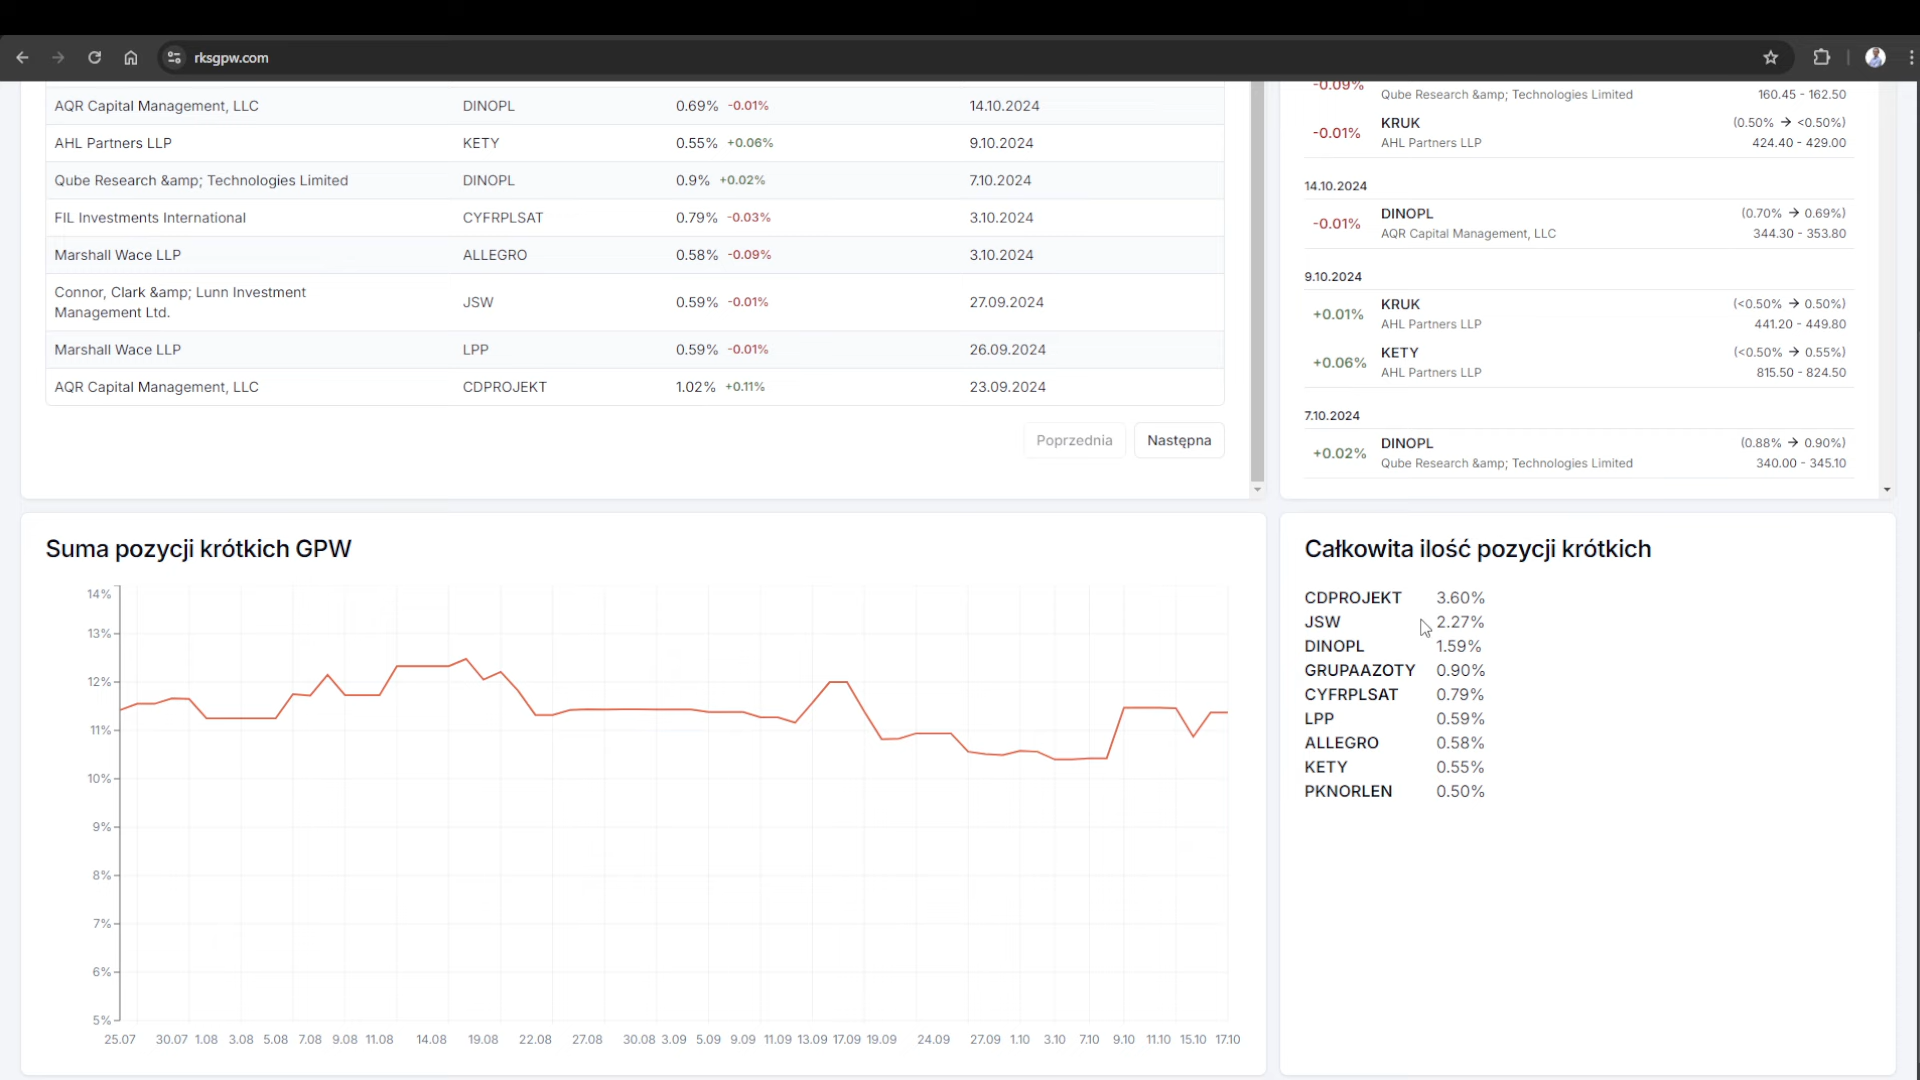 rksgpw.com
AQR Capital Management, LLC DINOPL 0.69% -0.01% 14.10.2024
AHL Partners LLP KETY 0.55% +0.06% 9.10.2024
Qube Research &amp; Technologies Limited DINOPL 0.9% +0.02% 7.10.2024
FIL Investments International CYFRPLSAT 0.79% -0.03% 3.10.2024
Marshall Wace LLP ALLEGRO 0.58% -0.09% 3.10.2024
Connor, Clark &amp; Lunn Investment
Management Ltd. JSW 0.59% -0.01% 27.09.2024
Marshall Wace LLP LPP 0.59% -0.01% 26.09.2024
AQR Capital Management, LLC CDPROJEKT 1.02% +0.11% 23.09.2024
Poprzednia Następna
-0.09% Qube Research &amp; Technologies Limited 160.45 - 162.50
KRUK (0.50% → <0.50%)
-0.01% AHL Partners LLP 424.40 - 429.00
14.10.2024
DINOPL (0.70% → 0.69%)
-0.01% AQR Capital Management, LLC 344.30 - 353.80
9.10.2024
KRUK (<0.50% → 0.50%)
+0.01% AHL Partners LLP 441.20 - 449.80
KETY (<0.50% → 0.55%)
+0.06% AHL Partners LLP 815.50 - 824.50
7.10.2024
DINOPL (0.88% → 0.90%)
+0.02% Qube Research &amp; Technologies Limited 340.00 - 345.10
Suma pozycji krótkich GPW
14%
13%
12%
11%
10%
9%
8%
7%
6%
5%
25.07 30.07 1.08 3.08 5.08 7.08 9.08 11.08 14.08 19.08 22.08 27.08 30.08 3.09 5.09 9.09 11.09 13.09 17.09 19.09 24.09 27.09 1.10 3.10 7.10 9.10 11.10 15.10 17.10
Całkowita ilość pozycji krótkich
CDPROJEKT 3.60%
JSW 2.27%
DINOPL 1.59%
GRUPAAZOTY 0.90%
CYFRPLSAT 0.79%
LPP 0.59%
ALLEGRO 0.58%
KETY 0.55%
PKNORLEN 0.50%